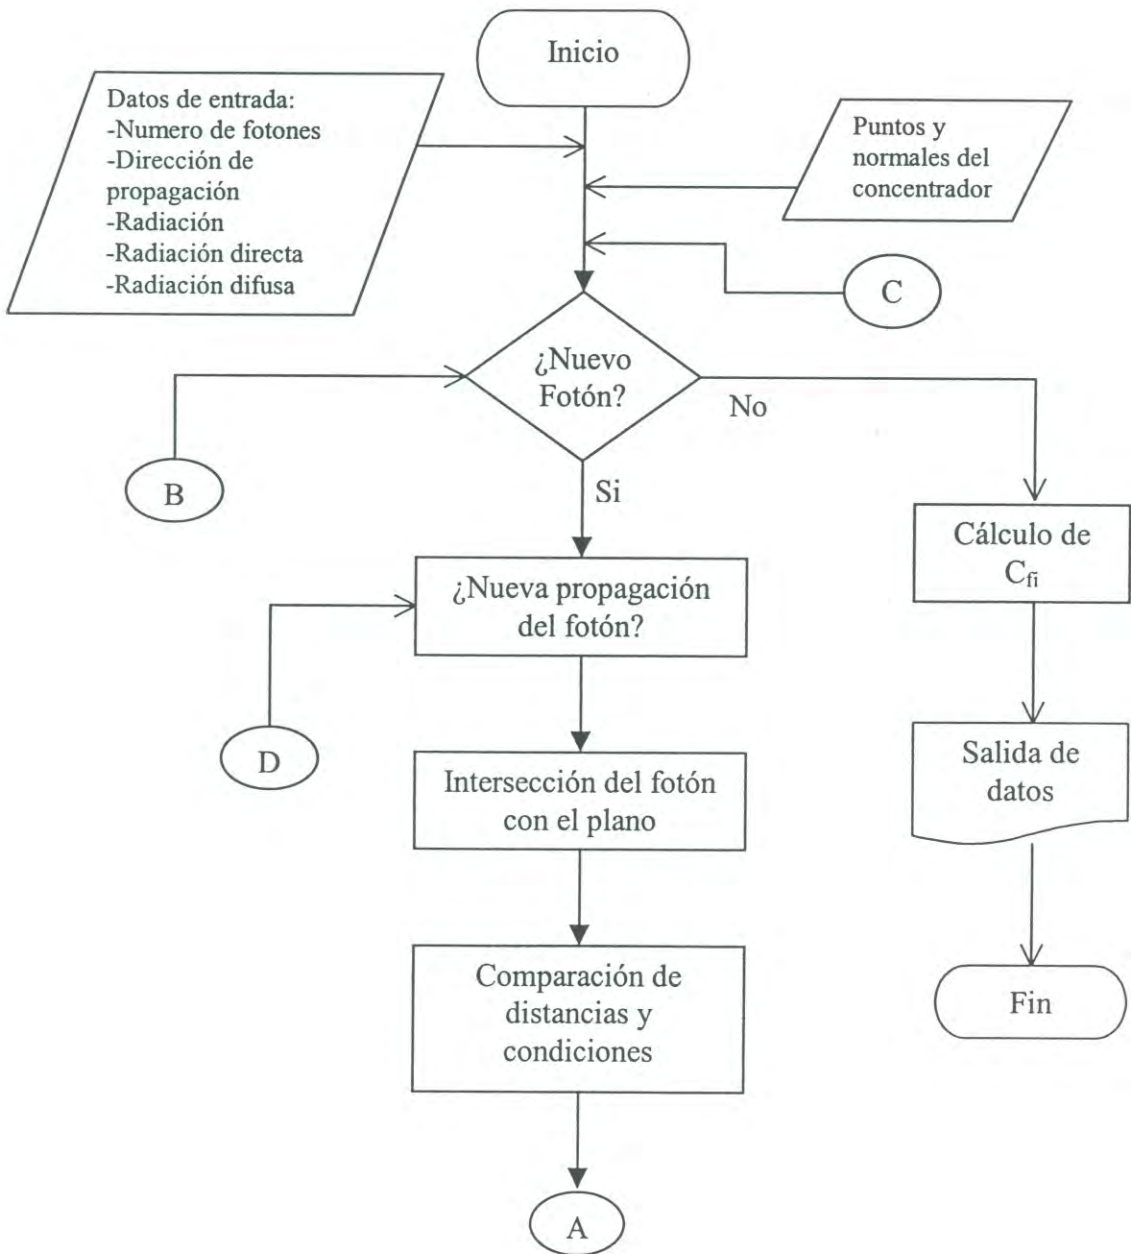 Inicio
Datos de entrada:
-Numero de fotones
-Dirección de
propagación
-Radiación
-Radiación directa
-Radiación difusa
Puntos y
normales del
concentrador
C
¿Nuevo
Fotón?
No
B
Si
Cálculo de
Cfi
¿Nueva propagación
del fotón?
D
Salida de
datos
Intersección del fotón
con el plano
Comparación de
distancias y
condiciones
Fin
A